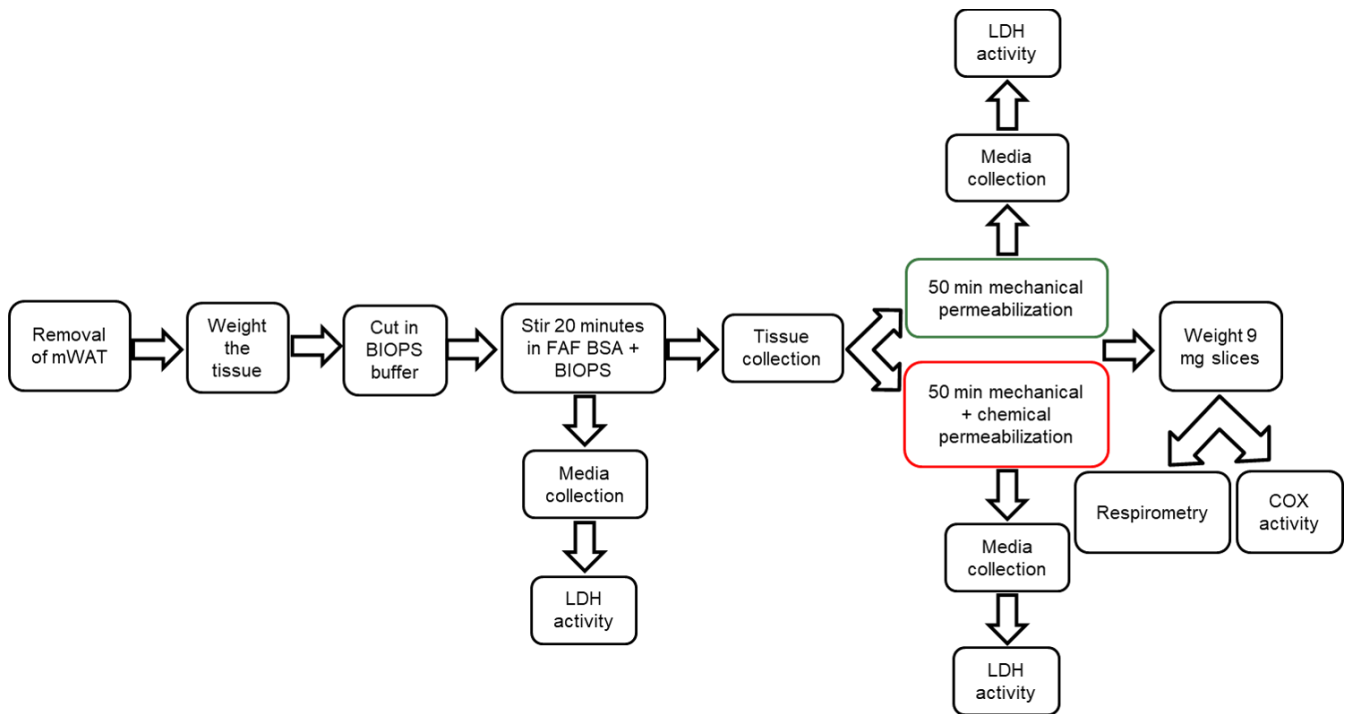 Removal
of mWAT
Weight
the
tissue
Cut in
BIOPS
buffer
Stir 20 minutes
in FAF BSA +
BIOPS
Media
collection
LDH
activity
Tissue
collection
LDH
activity
Media
collection
50 min mechanical
permeabilization
50 min mechanical
+ chemical
permeabilization
Media
collection
LDH
activity
Weight 9
mg slices
Respirometry
COX
activity